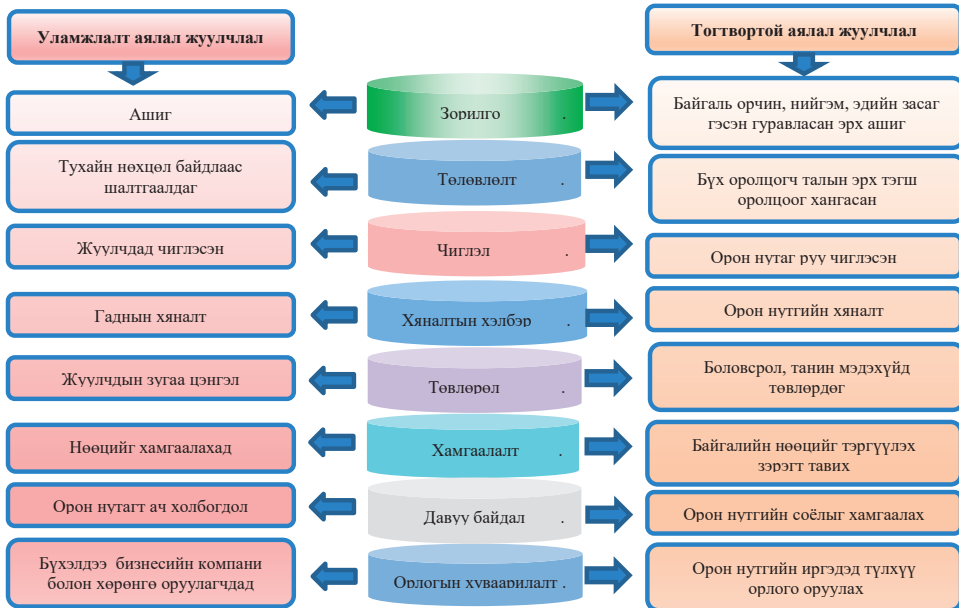 Уламжлалт аялал жуулчлал
Тогтвортой аялал жуулчлал
Ашиг
Зорилго .
Байгаль орчин, нийгэм, эдийн засаг
гэсэн гуравласан эрх ашиг
Тухайн нөхцөл байдлаас
шалтгаалдаг
Төлөвлөлт .
Бүх оролцогч талын эрх тэгш
оролцоог хангасан
Жуулчдад чиглэсэн
Чиглэл .
Орон нутаг руу чиглэсэн
Гаднын хяналт
Хяналтын хэлбэр .
Орон нутгийн хяналт
Жуулчдын зугаа цэнгэл
Төвлөрөл .
Боловсрол, танин мэдэхүйд
төвлөрдөг
Нөөцийг хамгаалахад
Хамгаалалт .
Байгалийн нөөцийг тэргүүлэх
зэрэгт тавих
Орон нутагт ач холбогдол
Давуу байдал .
Орон нутгийн соёлыг хамгаалах
Бүхэлдээ бизнесийн компани
болон хөрөнгө оруулагчдад
Орлогын хуваарилалт .
Орон нутгийн иргэдэд түлхүү
орлого оруулах